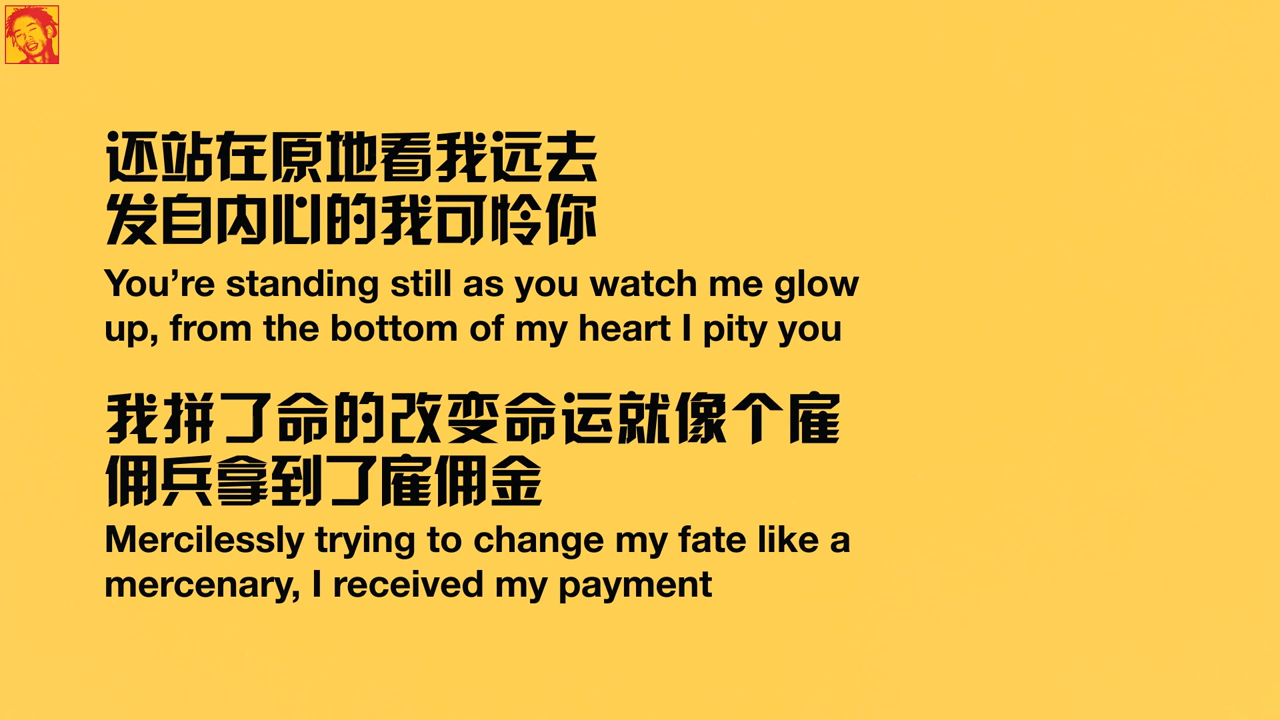 还站在原地看我远去
发自内心的我可怜你
You’re standing still as you watch me glow
up, from the bottom of my heart I pity you
我拼了命的改变命运就像个雇
佣兵拿到了雇佣金
Mercilessly trying to change my fate like a
mercenary, I received my payment